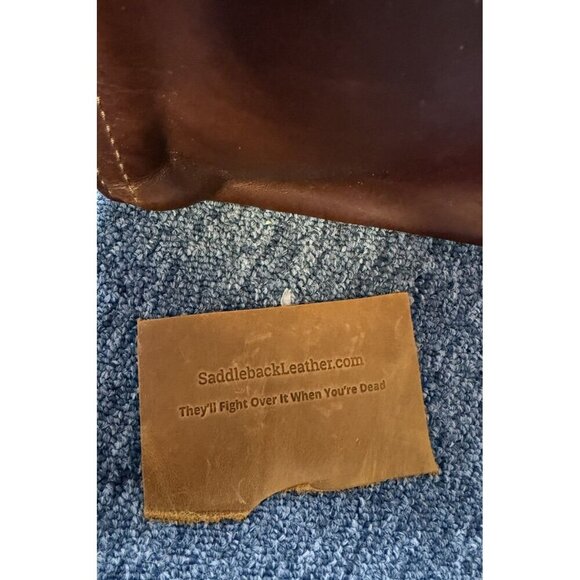 SaddlebackLeather.com
They'll Fight Over It When You're Dead